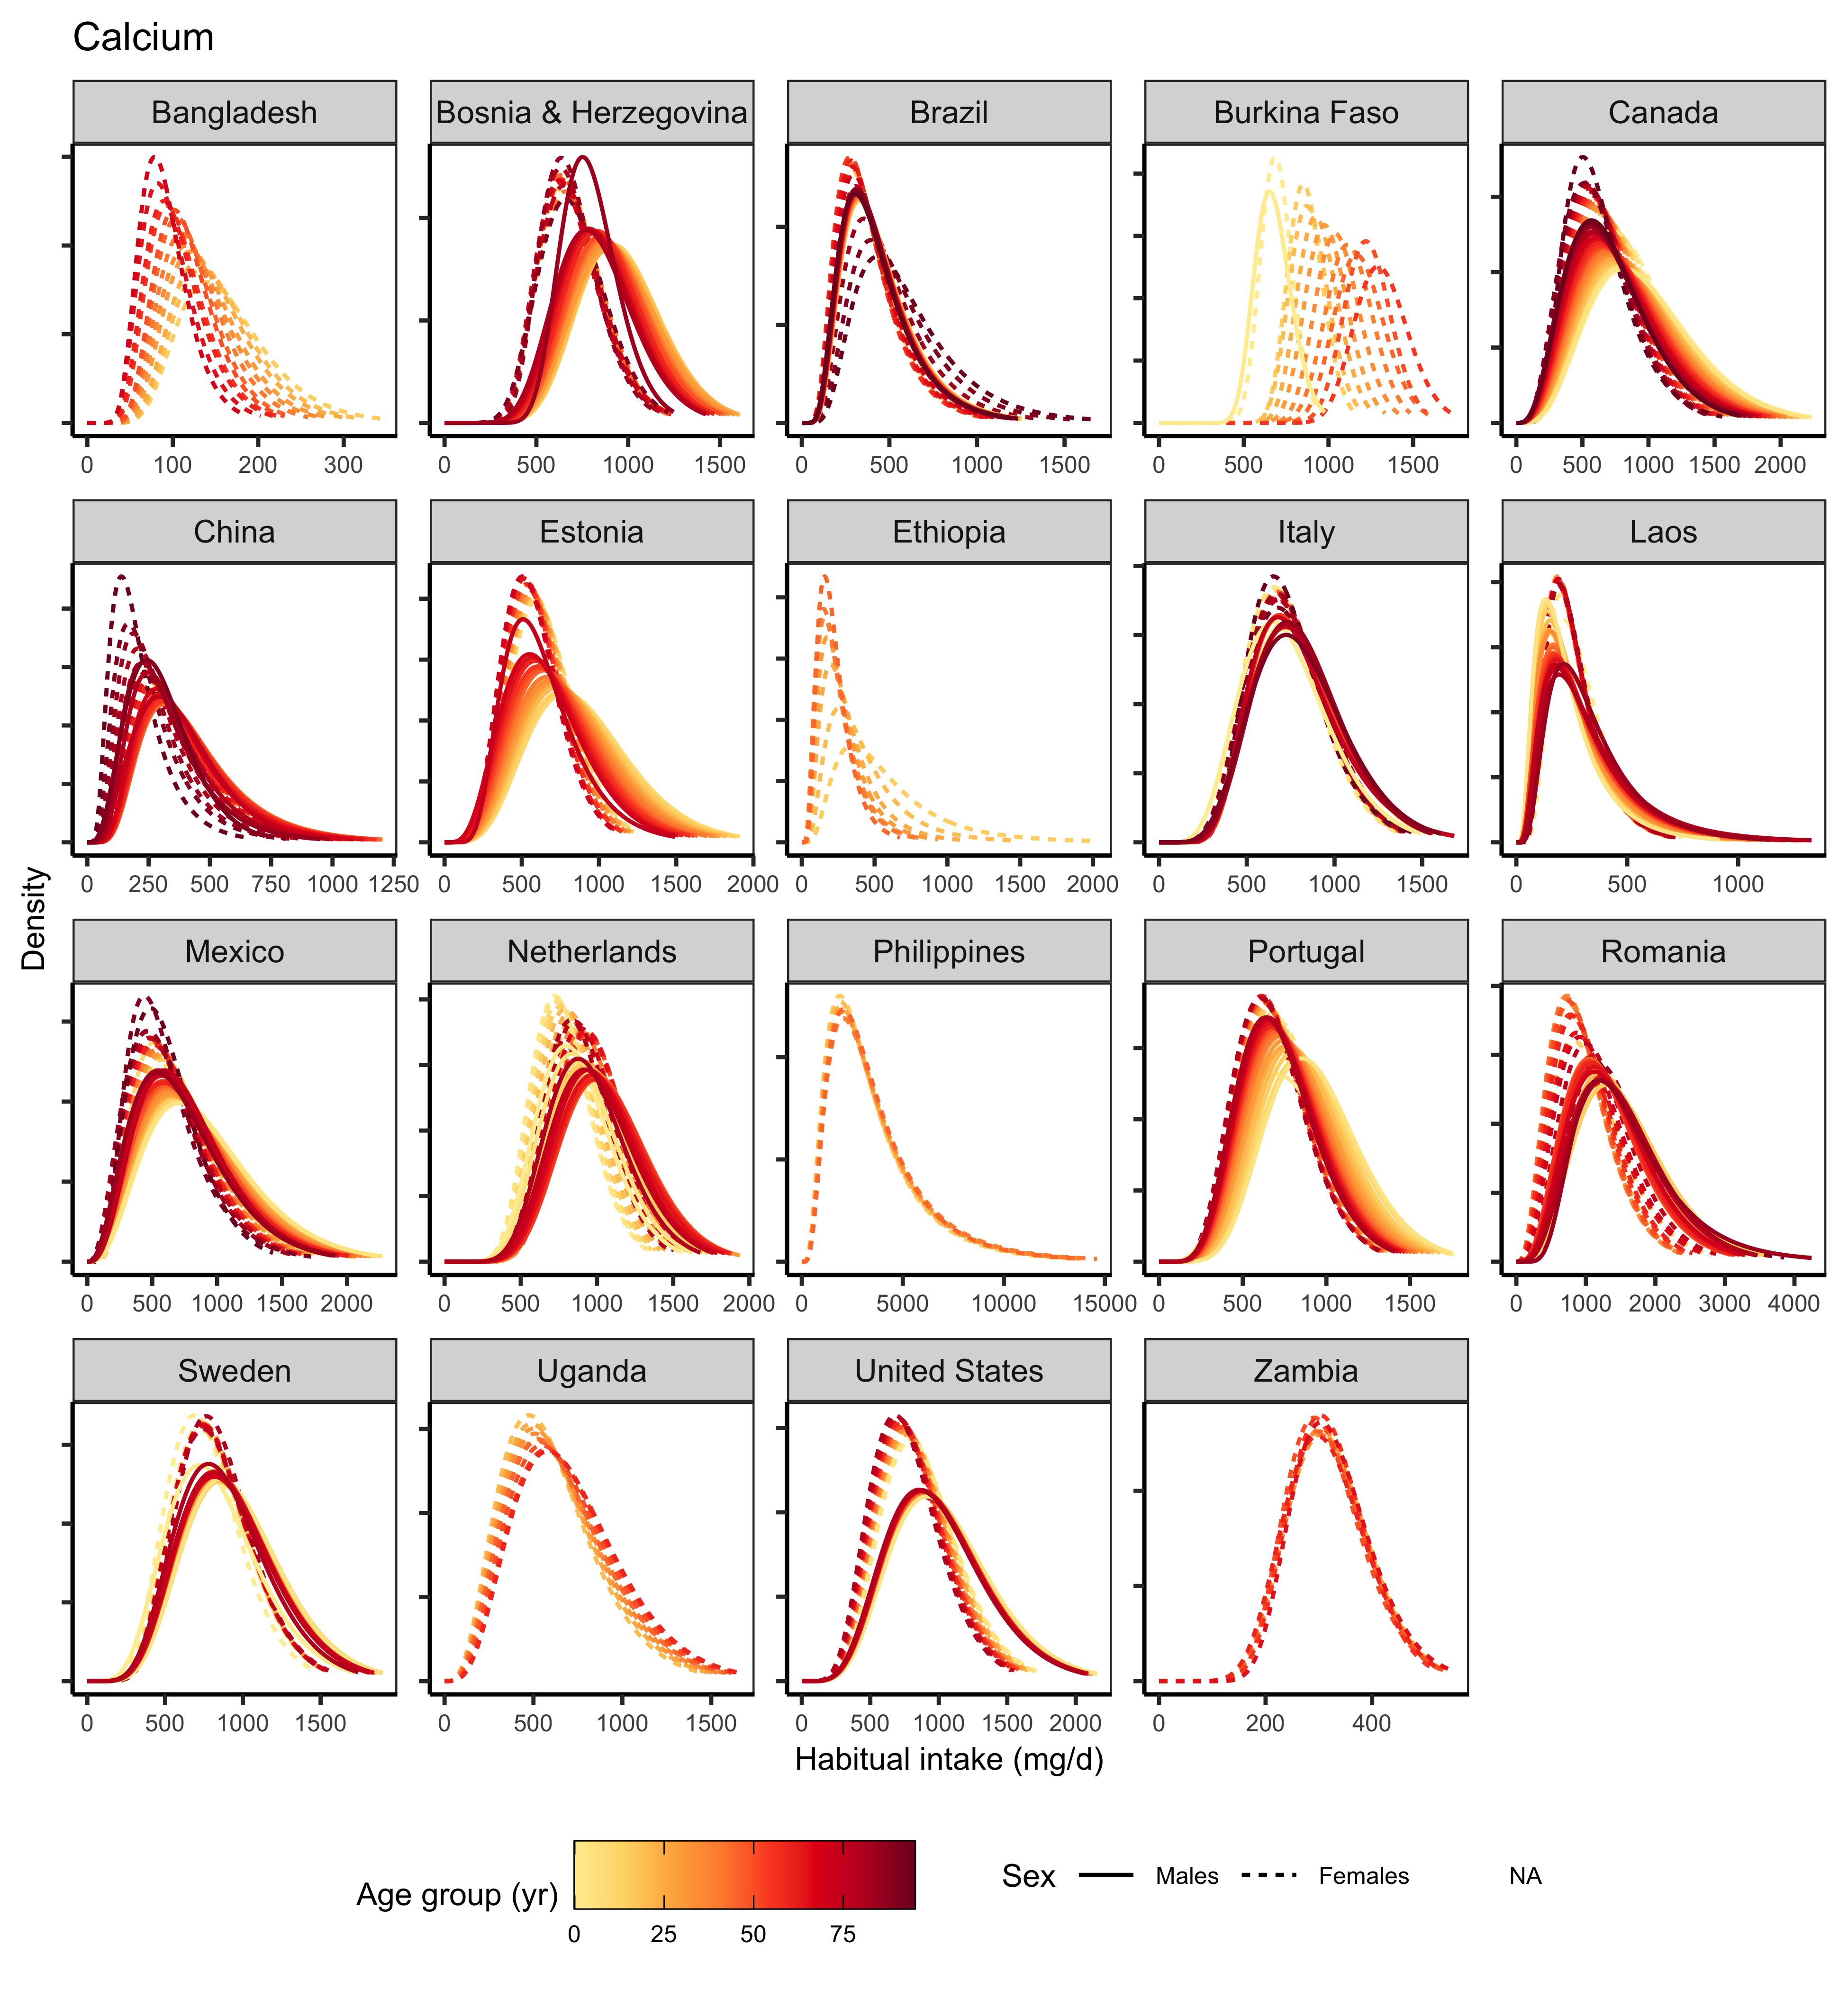 Calcium
Bangladesh Bosnia & Herzegovina Brazil Burkina Faso Canada
0 100 200 300 0 500 1000 1500 0 500 1000 1500 0 500 1000 1500 0 500 1000 1500 2000
China Estonia Ethiopia Italy Laos
0 250 500 750 1000 1250 0 500 1000 1500 2000 0 500 1000 1500 2000 0 500 1000 1500 0 500 1000
Density
Mexico Netherlands Philippines Portugal Romania
0 500 1000 1500 2000 0 500 1000 1500 2000 0 5000 10000 15000 0 500 1000 1500 0 1000 2000 3000 4000
Sweden Uganda United States Zambia
0 500 1000 1500 0 500 1000 1500 0 500 1000 1500 2000 0 200 400
Habitual intake (mg/d)
Age group (yr) Sex Males Females NA
0 25 50 75